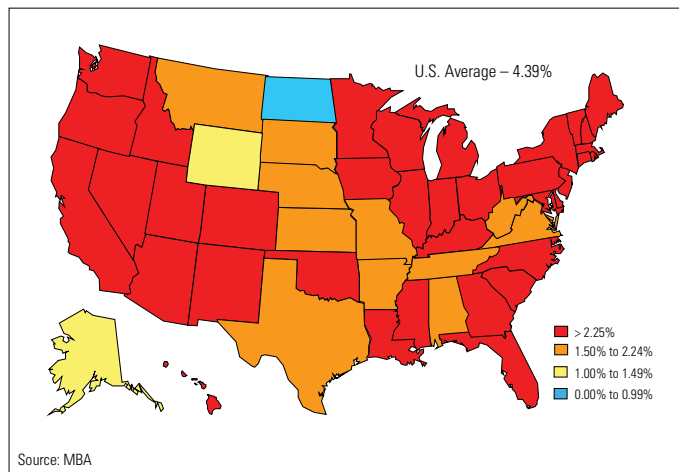 U.S. Average – 4.39%
> 2.25%
1.50% to 2.24%
1.00% to 1.49%
0.00% to 0.99%
Source: MBA